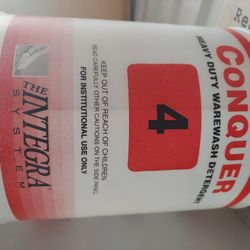 CONQUER
HEAVY DUTY WAREWASH DETERGENT
4
KEEP OUT OF REACH OF CHILDREN
READ CAREFULLY OTHER CAUTIONS ON THE SIDE PANEL
FOR INSTITUTIONAL USE ONLY
THE
INTEGRA
SYSTEM
Re